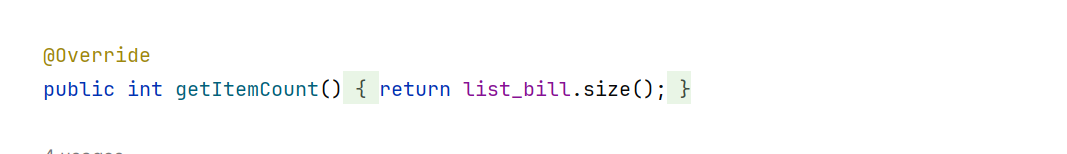 @Override
public int getItemCount() { return list_bill.size(); }